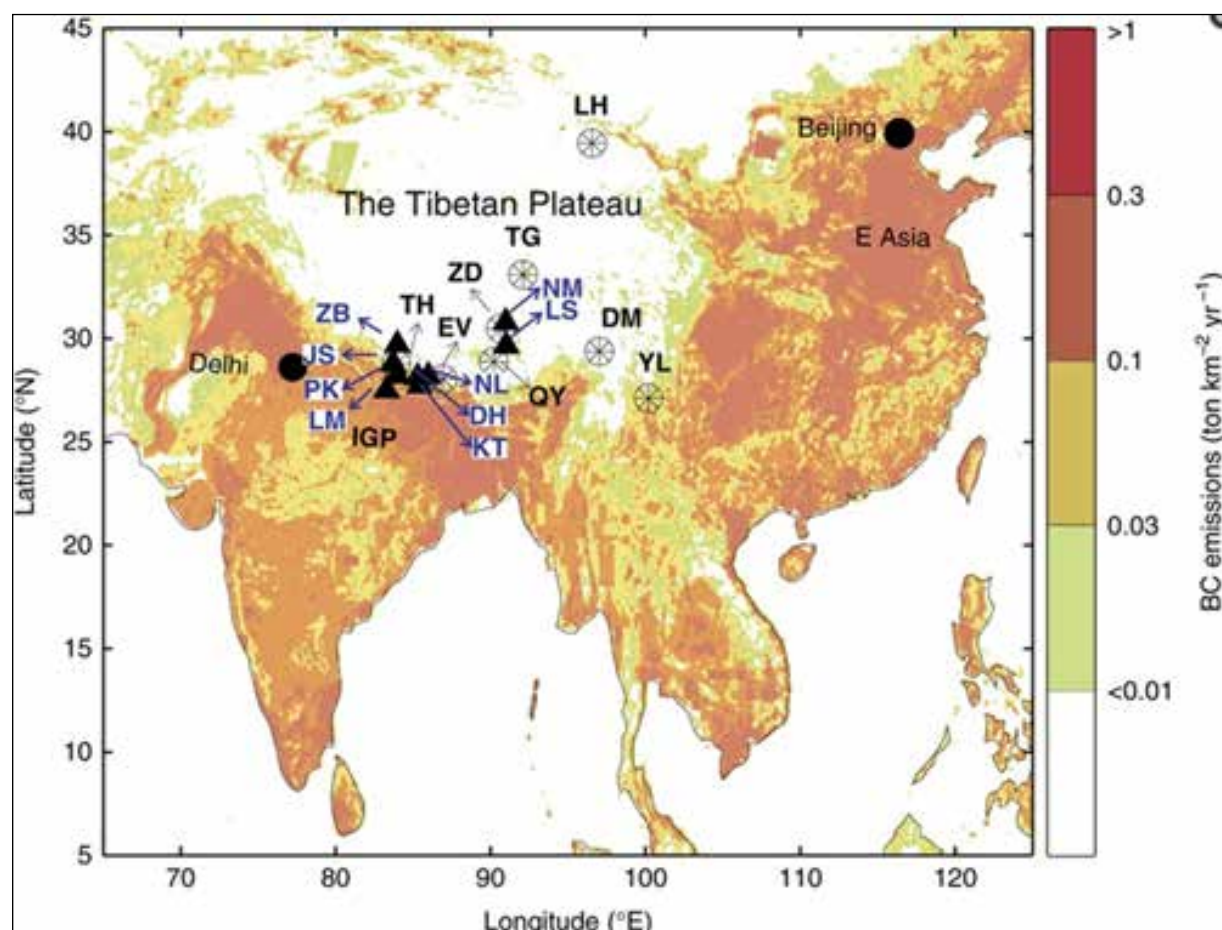 45
40
35
30
25
20
15
10
5
Latitude (°N)
70
80
90
100
110
120
Longitude (°E)
LH
Beijing
The Tibetan Plateau
TG
E Asia
ZD
NM
LS
ZB
TH
EV
DM
JS
Delhi
YL
PK
NL
QY
LM
DH
IGP
KT
>1
0.3
0.1
0.03
<0.01
BC emissions (ton km⁻² yr⁻¹)